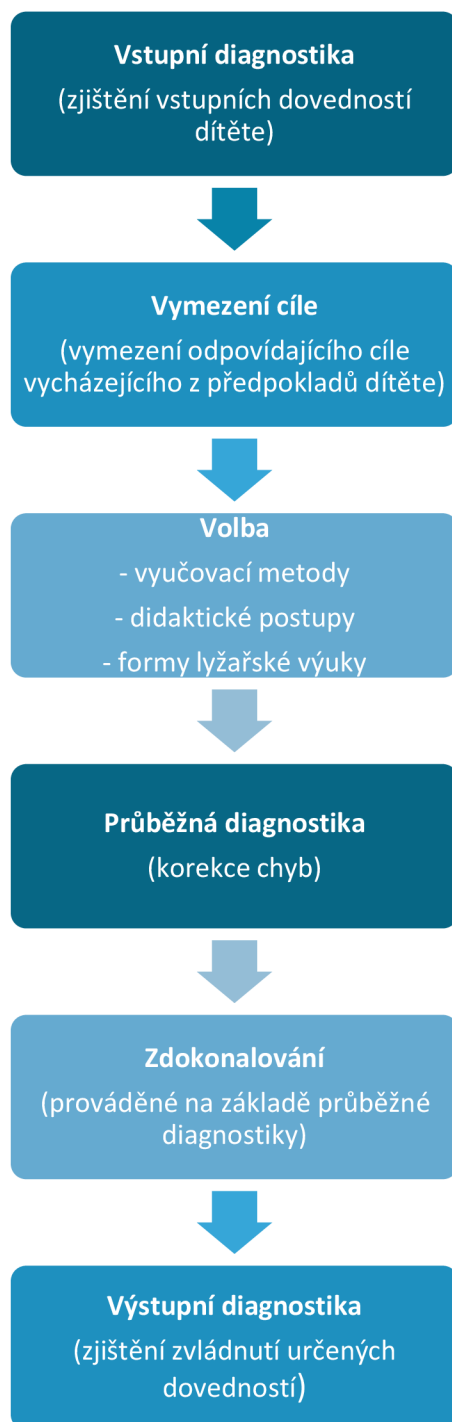 Vstupní diagnostika
(zjištění vstupních dovedností
dítěte)
Vymezení cíle
(vymezení odpovídajícího cíle
vycházejícího z předpokladů dítěte)
Volba
- vyučovací metody
- didaktické postupy
- formy lyžařské výuky
Průběžná diagnostika
(korekce chyb)
Zdokonalování
(prováděné na základě průběžné
diagnostiky)
Výstupní diagnostika
(zjištění zvládnutí určených
dovedností)